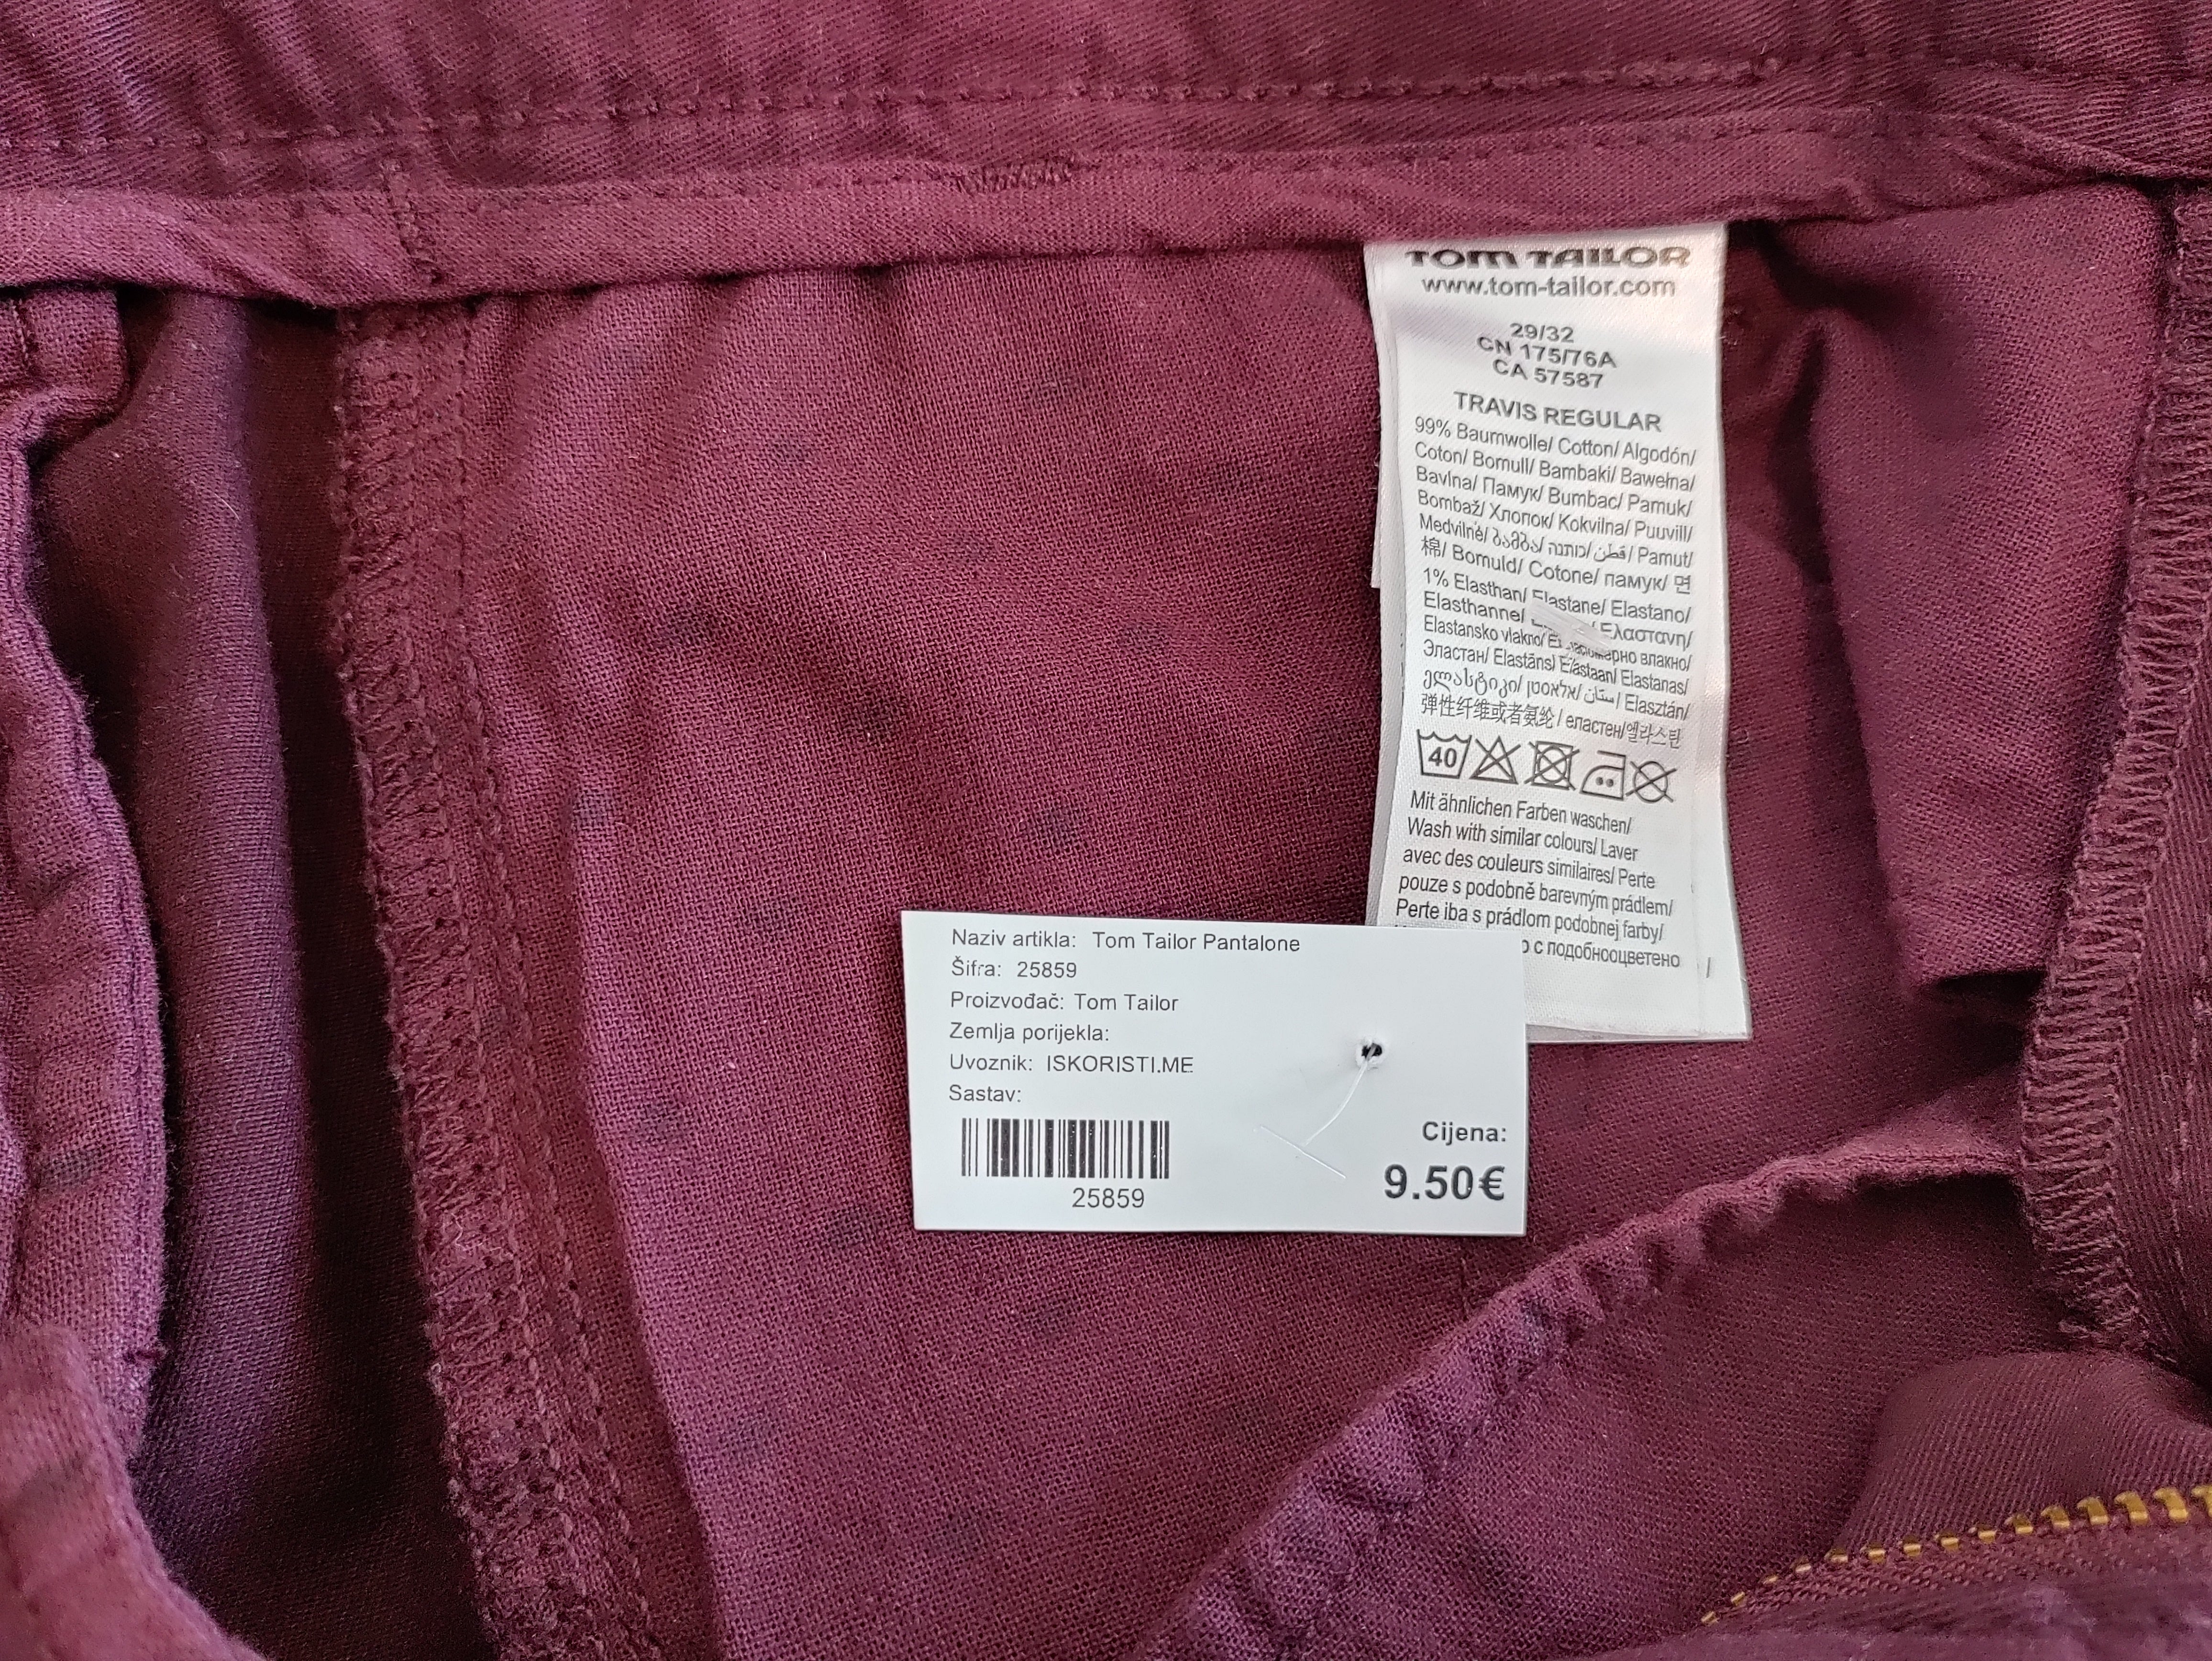 TOM TAILOR
www.tom-tailor.com
29/32
CN 175/76A
CA 57587
TRAVIS REGULAR
99% Baumwolle/ Cotton/ Algodón/
Coton/ Bomull/ Bambaki/ Bawełna/
Bavlna/ Памук/ Bumbac/ Pamuk/
Bombaž/ Хлопок/ Kokvilna/ Puuvill/
Medvilnė/ ბამბა/ כותנה/ قطن/ Pamut/
棉/ Bomuld/ Cotone/ памук/ 면
1% Elasthan/ Elastane/ Elastano/
Elasthanne/ Ελαστανη/
Elastansko vlakno/ влакно/
Эластан/ Elastāns/ Elastaan/ Elastanas/
ელასტიკი/ אלאסטן/ ستان/ Elasztán/
弹性纤维或者氨纶/ еластен/엘라스틴
40
Mit ähnlichen Farben waschen/
Wash with similar colours/ Laver
avec des couleurs similaires/ Perte
pouze s podobně barevným prádlem/
Perte iba s prádlom podobnej farby/
с подобноцветено
Naziv artikla: Tom Tailor Pantalone
Šifra: 25859
Proizvođač: Tom Tailor
Zemlja porijekla:
Uvoznik: ISKORISTI.ME
Sastav:
25859
Cijena:
9.50€